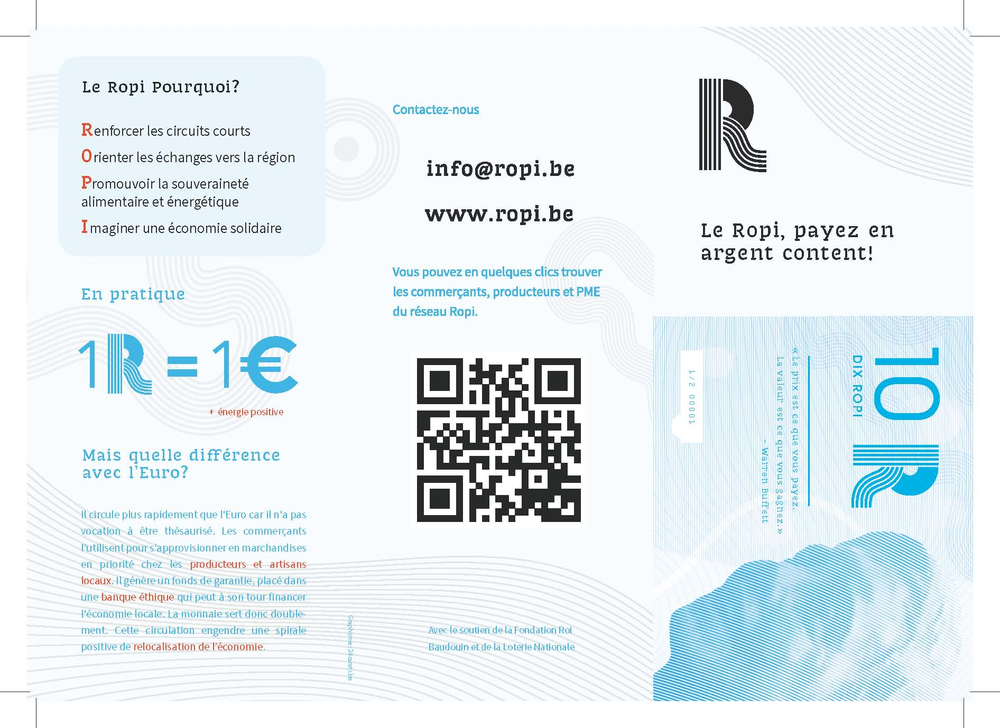 Le Ropi Pourquoi?
Renforcer les circuits courts
Orienter les échanges vers la région
Promouvoir la souveraineté
alimentaire et énergétique
Imaginer une économie solidaire
En pratique
1R=1€
+ énergie positive
Mais quelle différence
avec l'Euro?
Il circule plus rapidement que l'Euro car il n'a pas
vocation à être thésaurisé. Les commerçants
l'utilisent pour s'approvisionner en marchandises
en priorité chez les producteurs et artisans
locaux. Il génère un fonds de garantie, placé dans
une banque éthique qui peut à son tour financer
l'économie locale. La monnaie sert donc double-
ment. Cette circulation engendre une spirale
positive de relocalisation de l'économie.
Graphisme : 24carats.be
Contactez-nous
info@ropi.be
www.ropi.be
Vous pouvez en quelques clics trouver
les commerçants, producteurs et PME
du réseau Ropi.
Avec le soutien de la Fondation Roi
Baudouin et de la Loterie Nationale
R
Le Ropi, payez en
argent content!
10 R
DIX ROPI
« Le prix est ce que vous payez.
La valeur est ce que vous gagnez.»
- Warren Buffett
1/2 00001